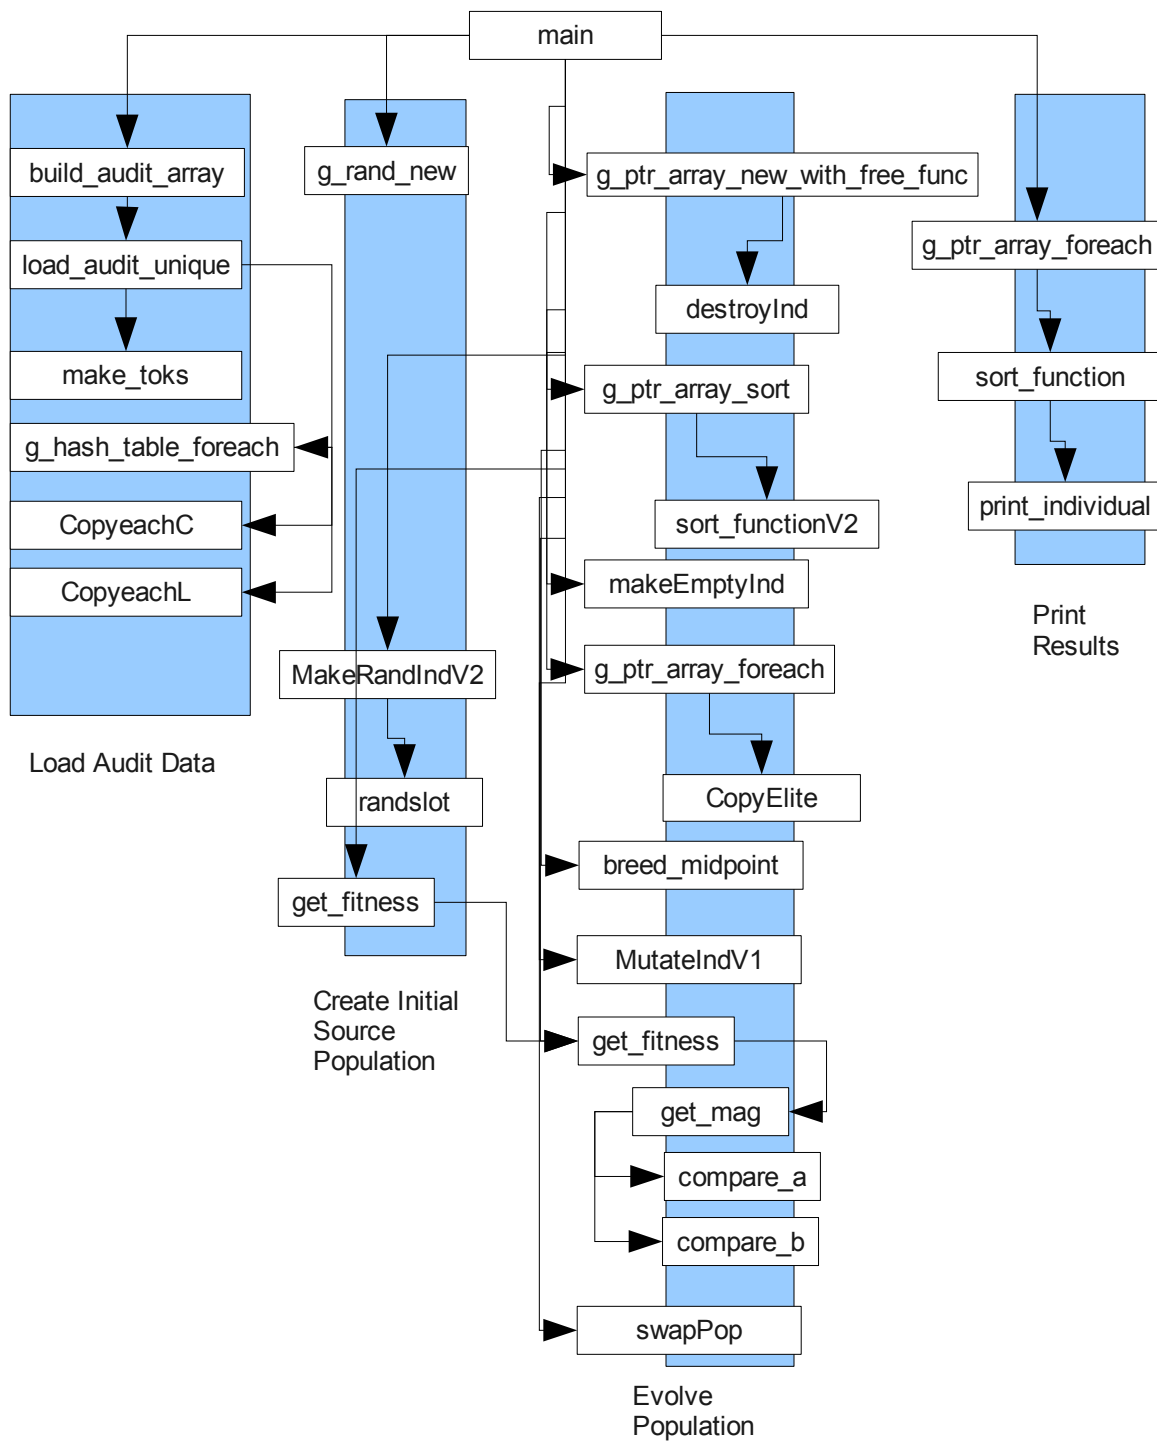 main
build_audit_array
load_audit_unique
make_toks
g_hash_table_foreach
CopyeachC
CopyeachL
Load Audit Data
g_rand_new
MakeRandIndV2
randslot
get_fitness
Create Initial
Source
Population
g_ptr_array_new_with_free_func
destroyInd
g_ptr_array_sort
sort_functionV2
makeEmptyInd
g_ptr_array_foreach
CopyElite
breed_midpoint
MutateIndV1
get_fitness
get_mag
compare_a
compare_b
swapPop
Evolve
Population
g_ptr_array_foreach
sort_function
print_individual
Print
Results